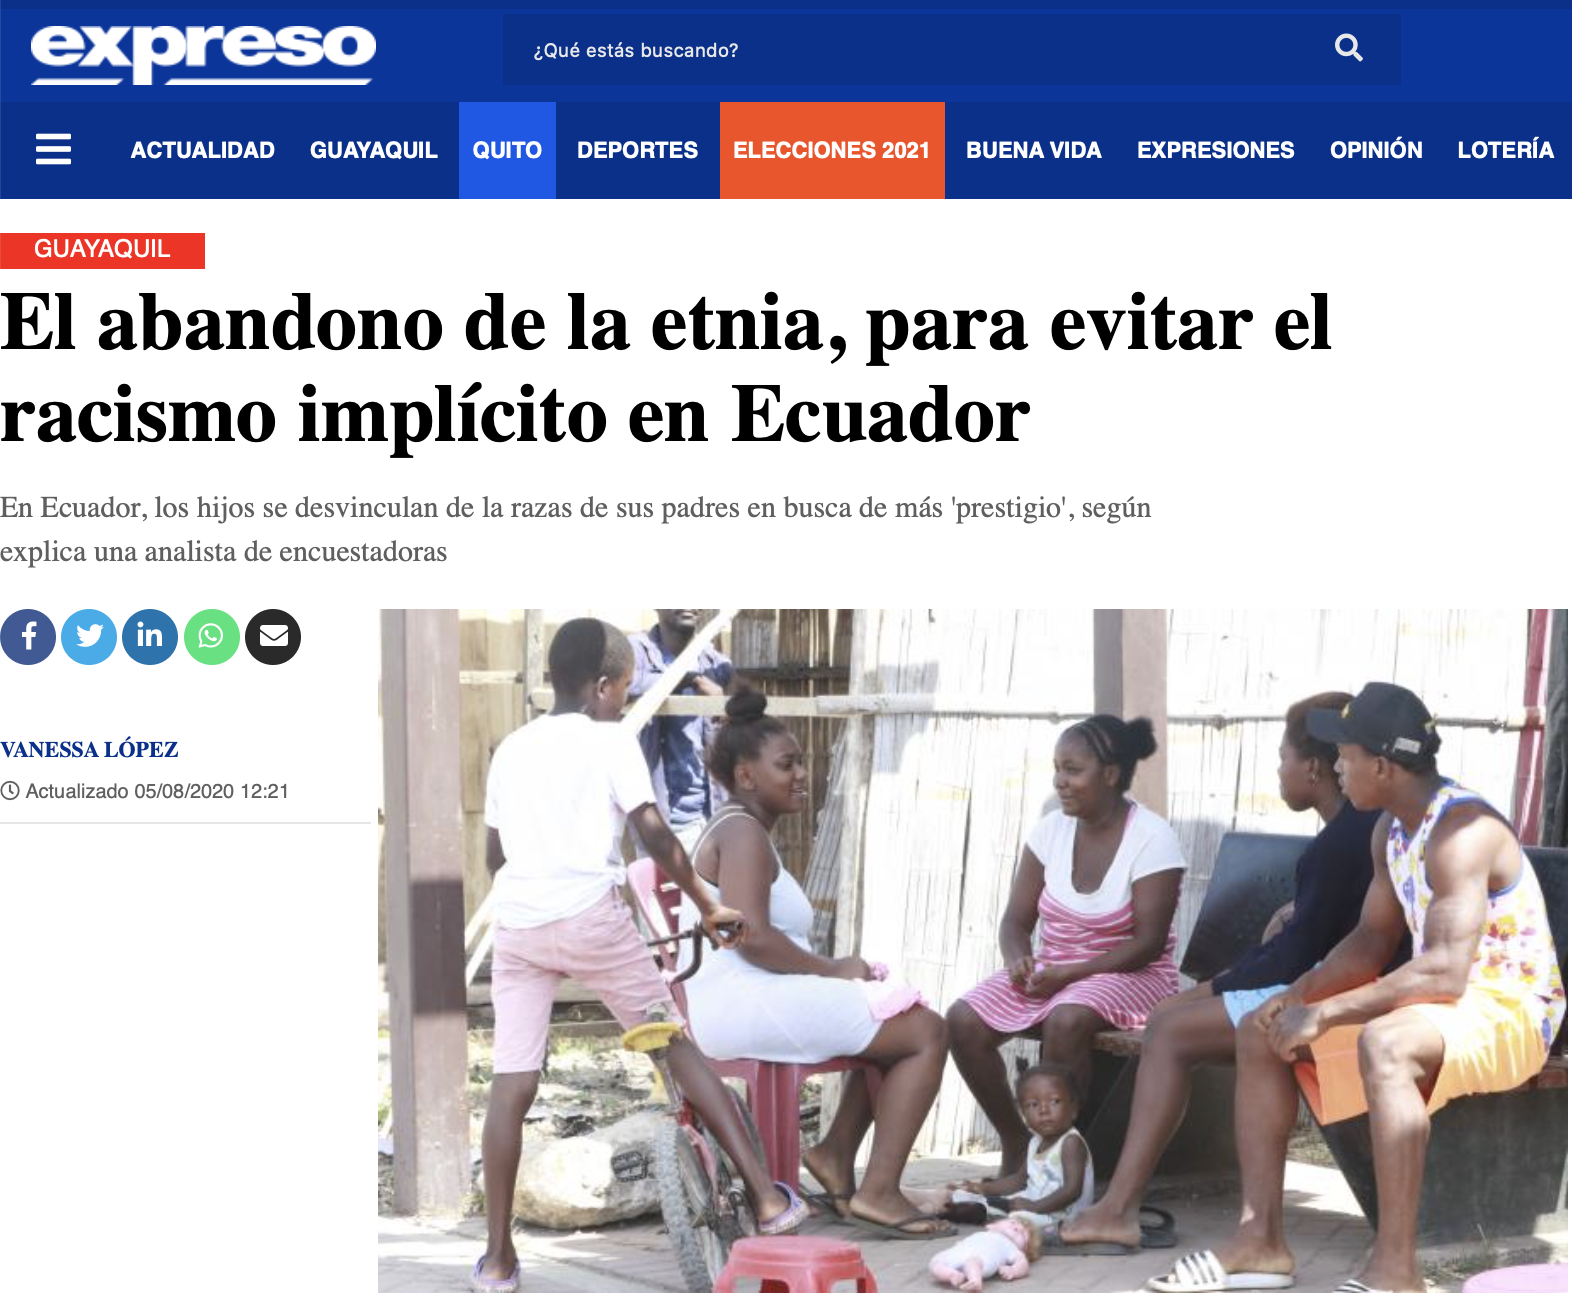 expreso
¿Qué estás buscando?
ACTUALIDAD GUAYAQUIL QUITO DEPORTES ELECCIONES 2021 BUENA VIDA EXPRESIONES OPINIÓN LOTERÍA
GUAYAQUIL
El abandono de la etnia, para evitar el
racismo implícito en Ecuador
En Ecuador, los hijos se desvinculan de la razas de sus padres en busca de más 'prestigio', según
explica una analista de encuestadoras
VANESSA LÓPEZ
Actualizado 05/08/2020 12:21